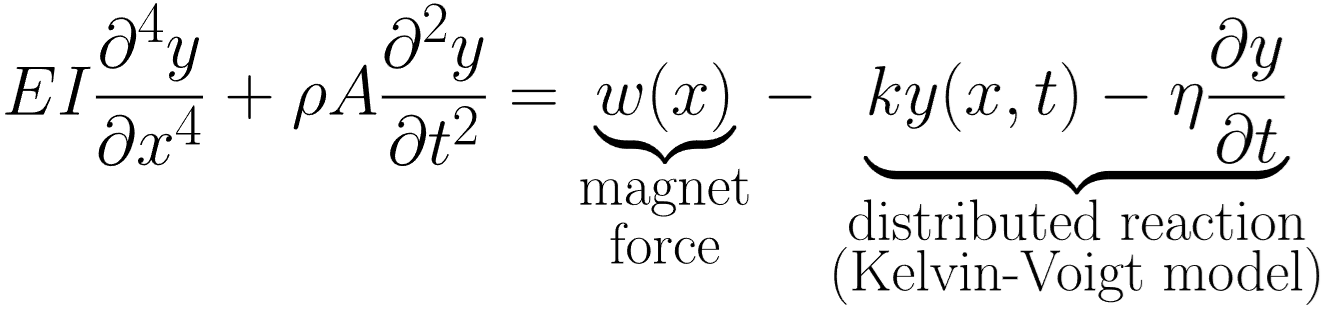 EI ∂⁴y/∂x⁴ + ρA ∂²y/∂t² = w(x) − ky(x, t) − η ∂y/∂t
magnet
force
distributed reaction
(Kelvin-Voigt model)